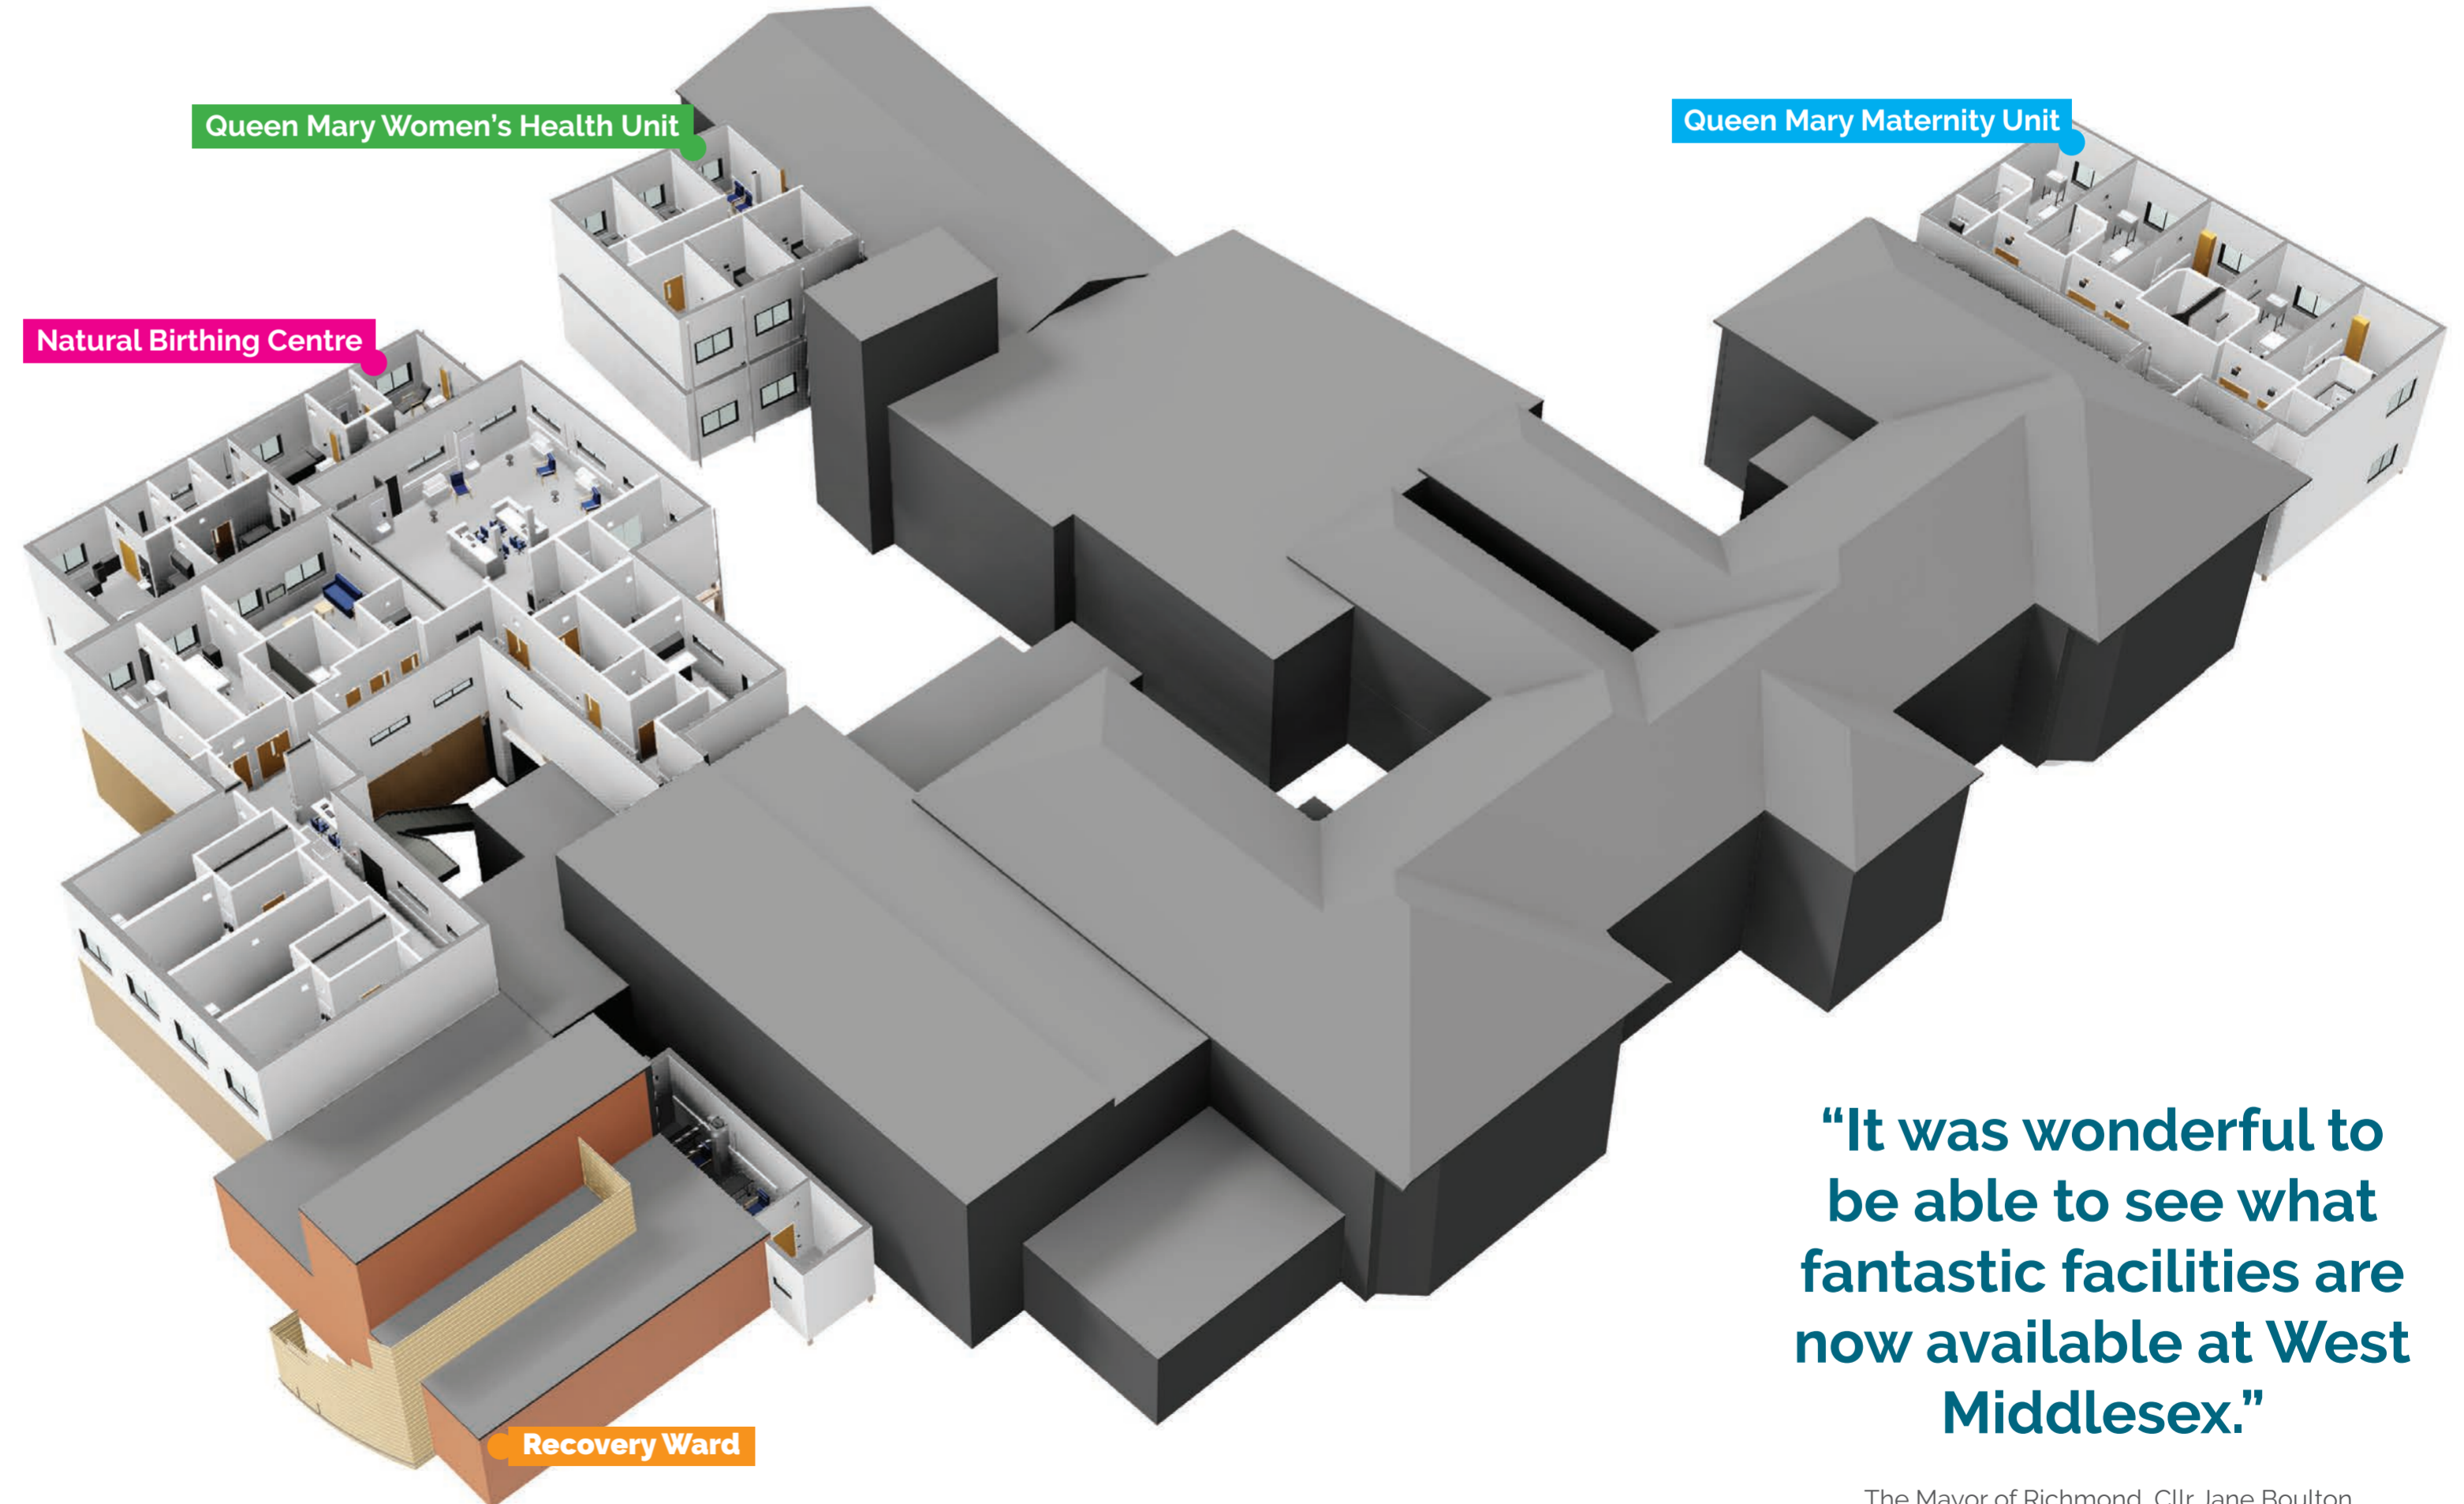 Queen Mary Women's Health Unit
Queen Mary Maternity Unit
Natural Birthing Centre
Recovery Ward
“It was wonderful to
be able to see what
fantastic facilities are
now available at West
Middlesex.”
The Mayor of Richmond, Cllr Jane Boulton